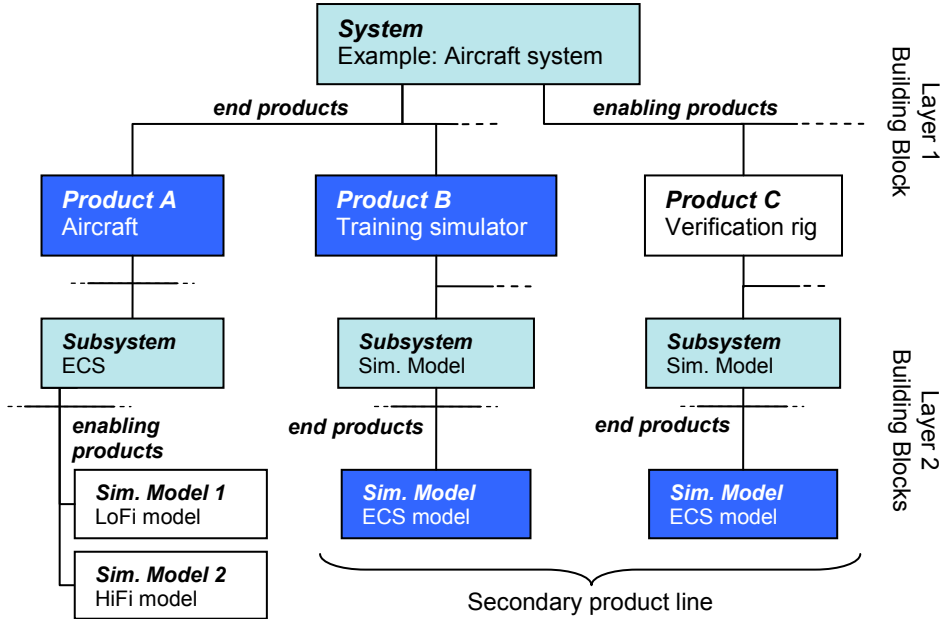 System
Example: Aircraft system
end products
enabling products
Layer 1
Building Block
Product A
Aircraft
Product B
Training simulator
Product C
Verification rig
Subsystem
ECS
Subsystem
Sim. Model
Subsystem
Sim. Model
Layer 2
Building Blocks
enabling
products
end products
end products
Sim. Model 1
LoFi model
Sim. Model
ECS model
Sim. Model
ECS model
Sim. Model 2
HiFi model
Secondary product line